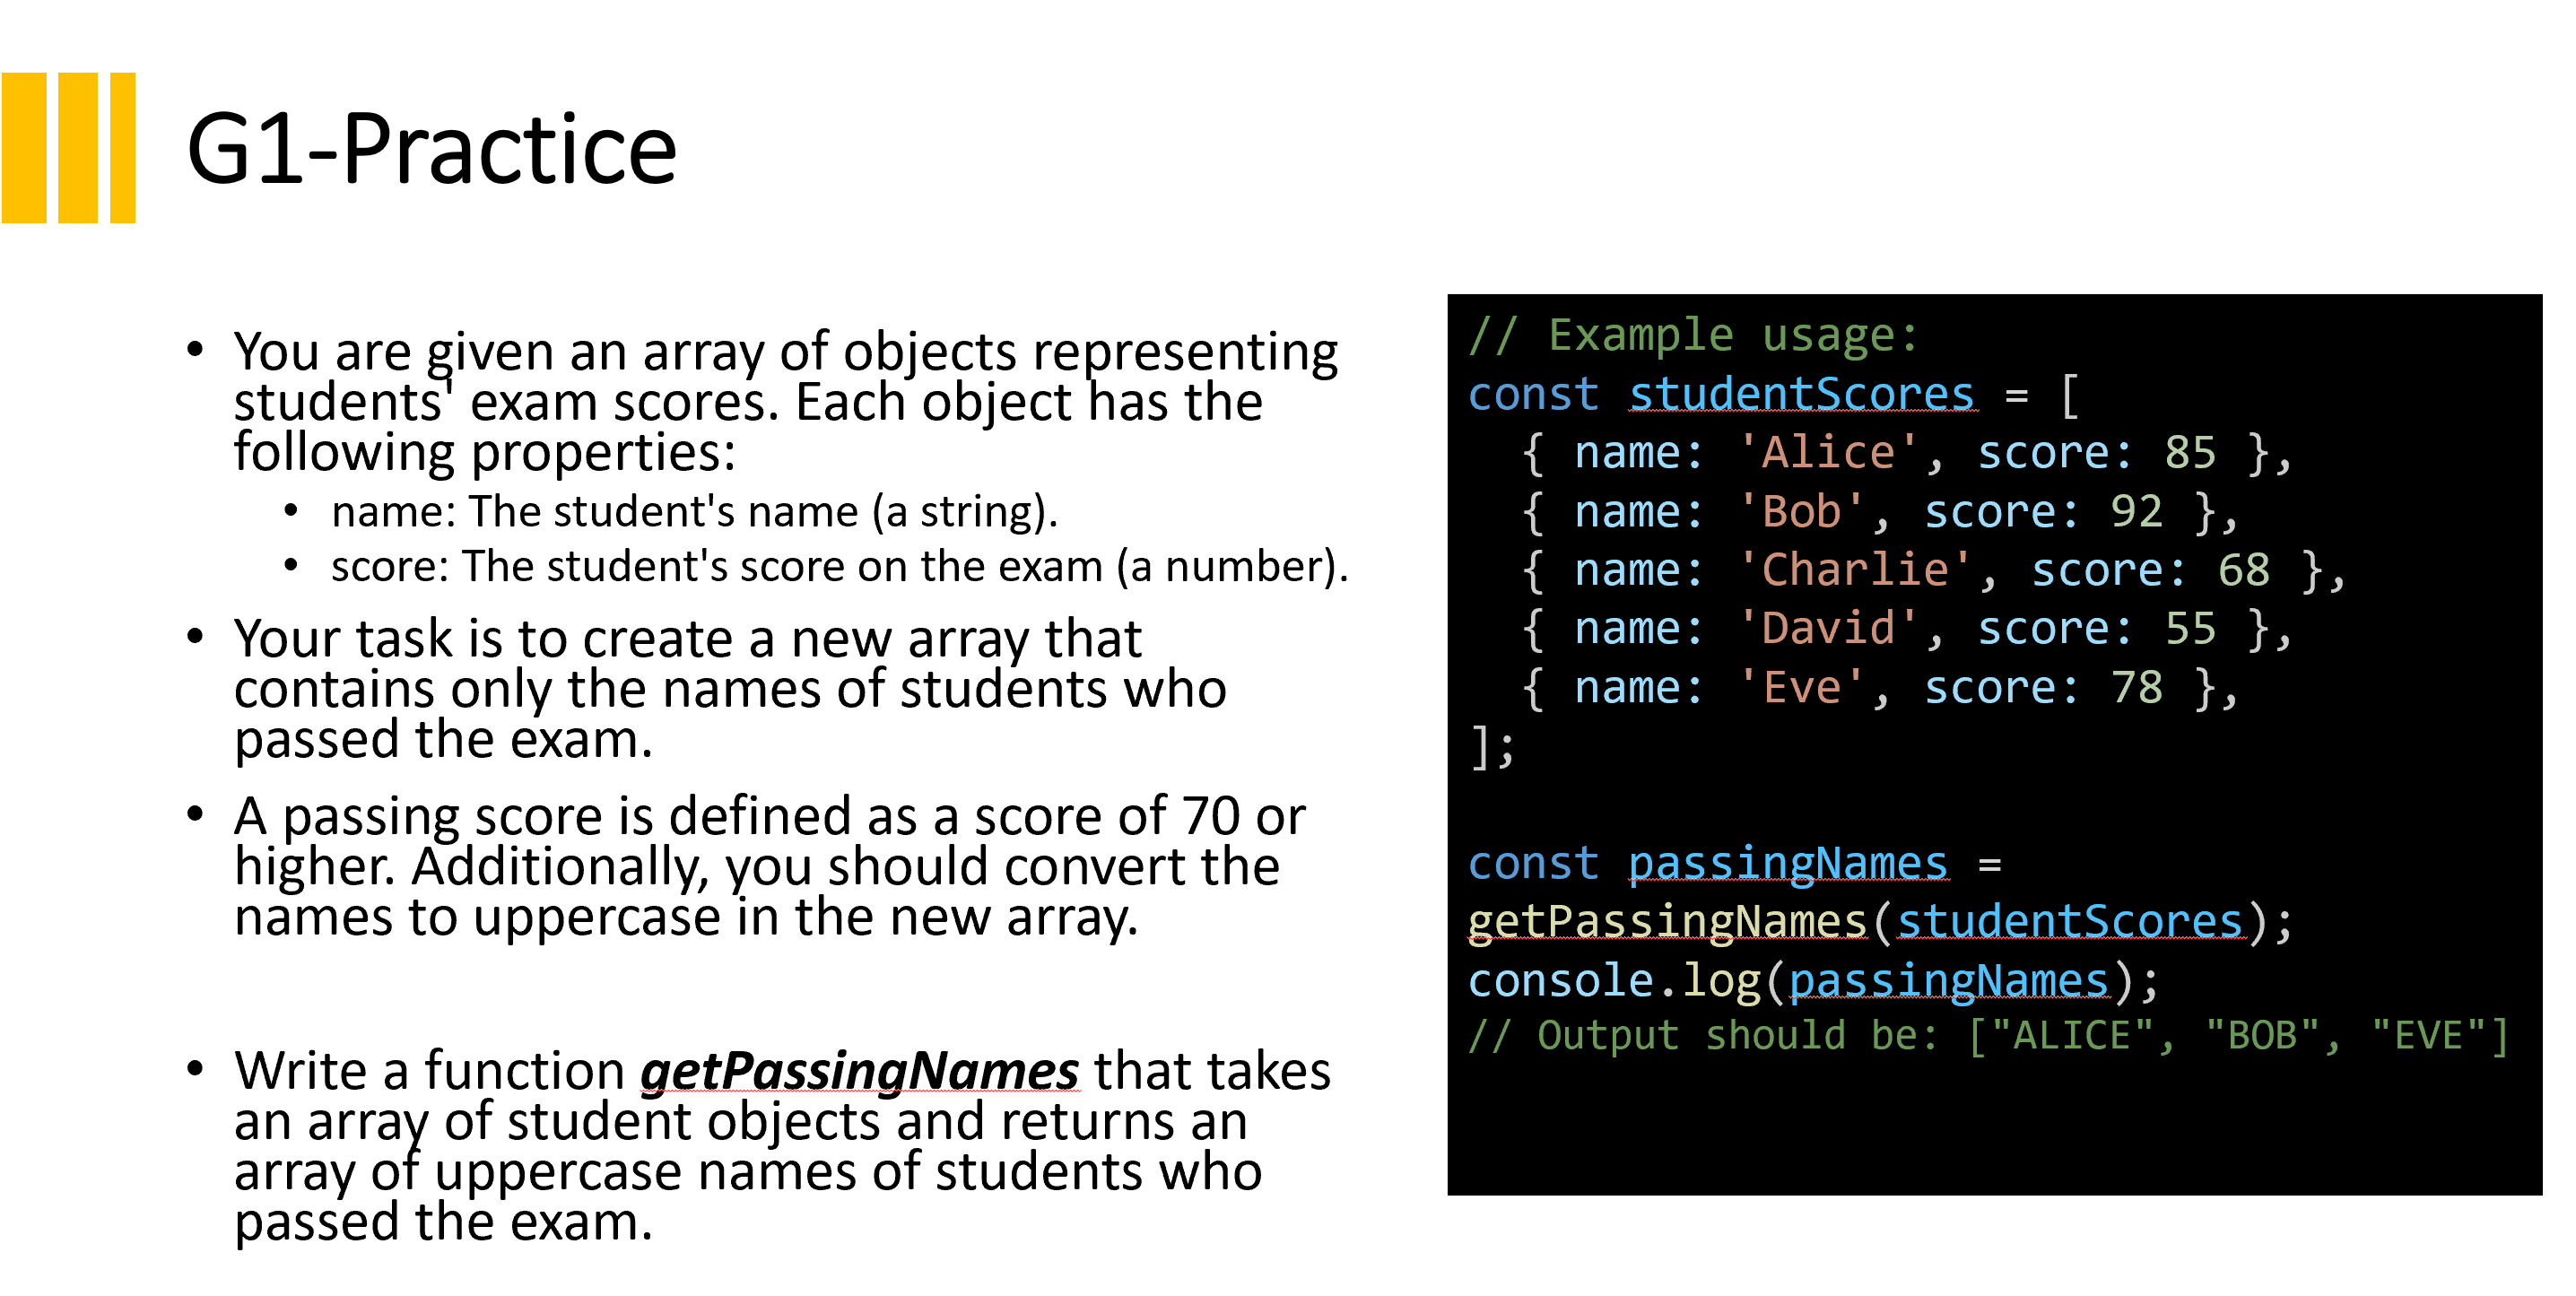 G1-Practice
• You are given an array of objects representing
students' exam scores. Each object has the
following properties:
• name: The student's name (a string).
• score: The student's score on the exam (a number).
• Your task is to create a new array that
contains only the names of students who
passed the exam.
• A passing score is defined as a score of 70 or
higher. Additionally, you should convert the
names to uppercase in the new array.
• Write a function getPassingNames that takes
an array of student objects and returns an
array of uppercase names of students who
passed the exam.
// Example usage:
const studentScores = [
  { name: 'Alice', score: 85 },
  { name: 'Bob', score: 92 },
  { name: 'Charlie', score: 68 },
  { name: 'David', score: 55 },
  { name: 'Eve', score: 78 },
];
const passingNames =
getPassingNames(studentScores);
console.log(passingNames);
// Output should be: ["ALICE", "BOB", "EVE"]